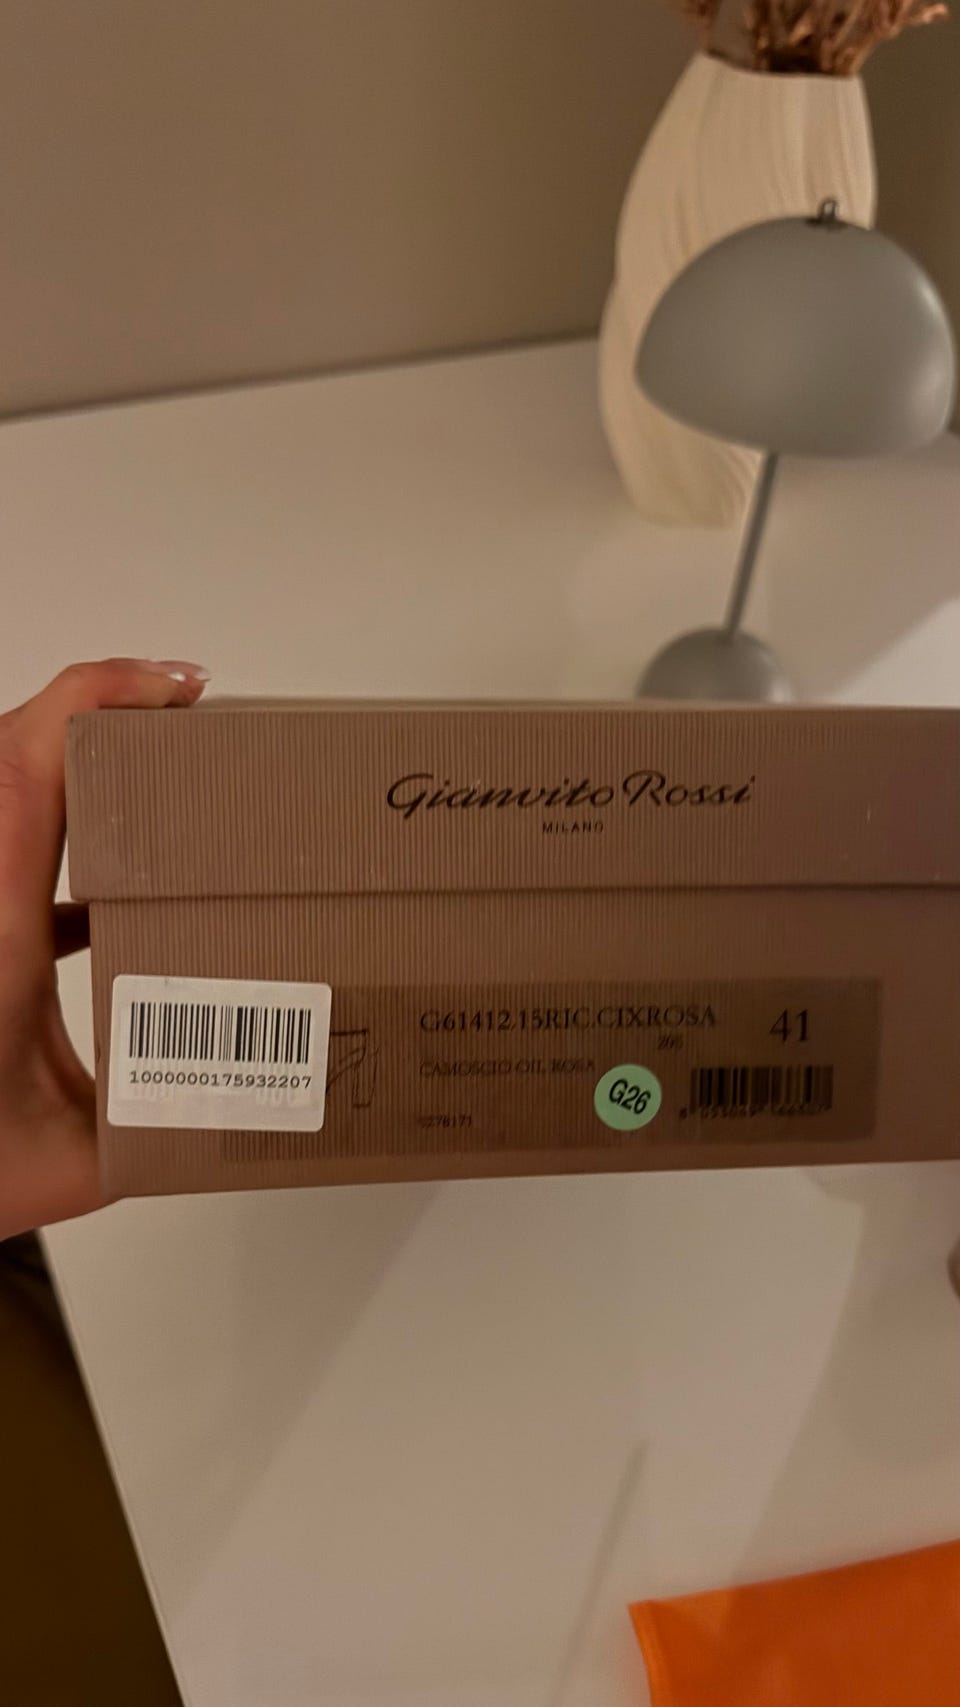 Gianvito Rossi
MILANO
1000000175932207
G61412.15RIC.CIXROSA
41
CAMOSCIO OIL ROSA
G26